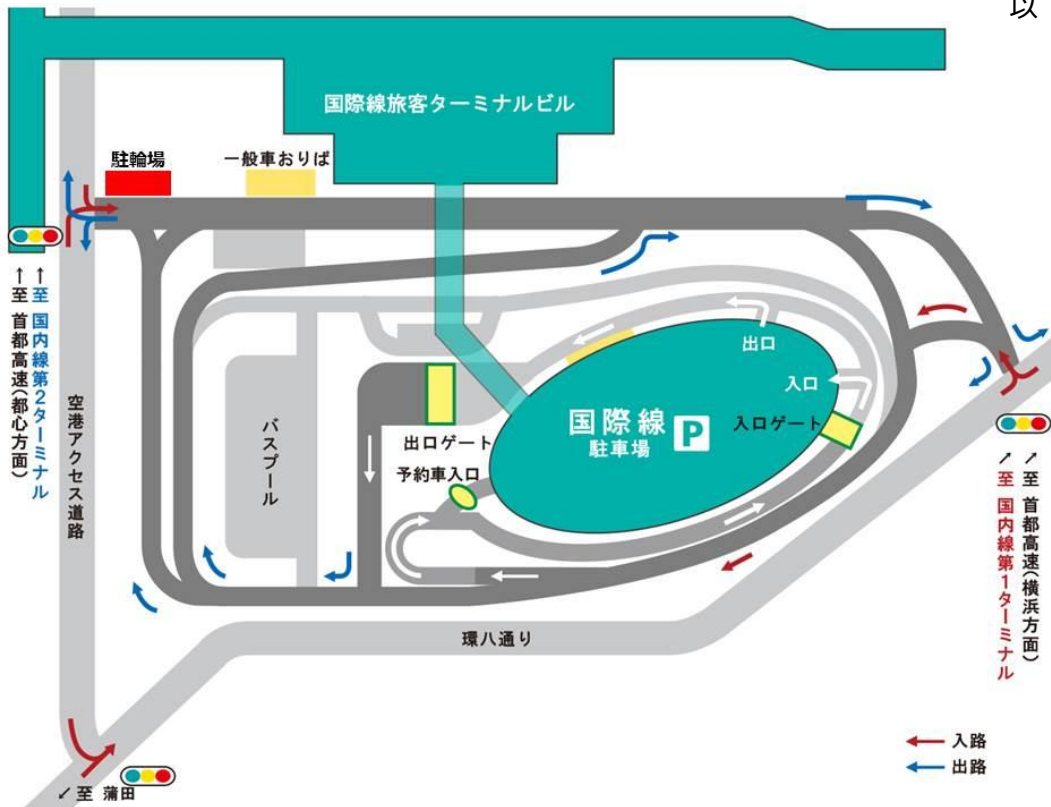 以
国際線旅客ターミナルビル
駐輪場
一般車おりば
↑至 首都高速(都心方面)
↑至 国内線第2ターミナル
空港アクセス道路
バスプール
出口ゲート
予約車入口
国際線
駐車場
P
出口
入口
入口ゲート
環八通り
↗至 国内線第1ターミナル
↗至 首都高速(横浜方面)
↙至 蒲田
入路
出路